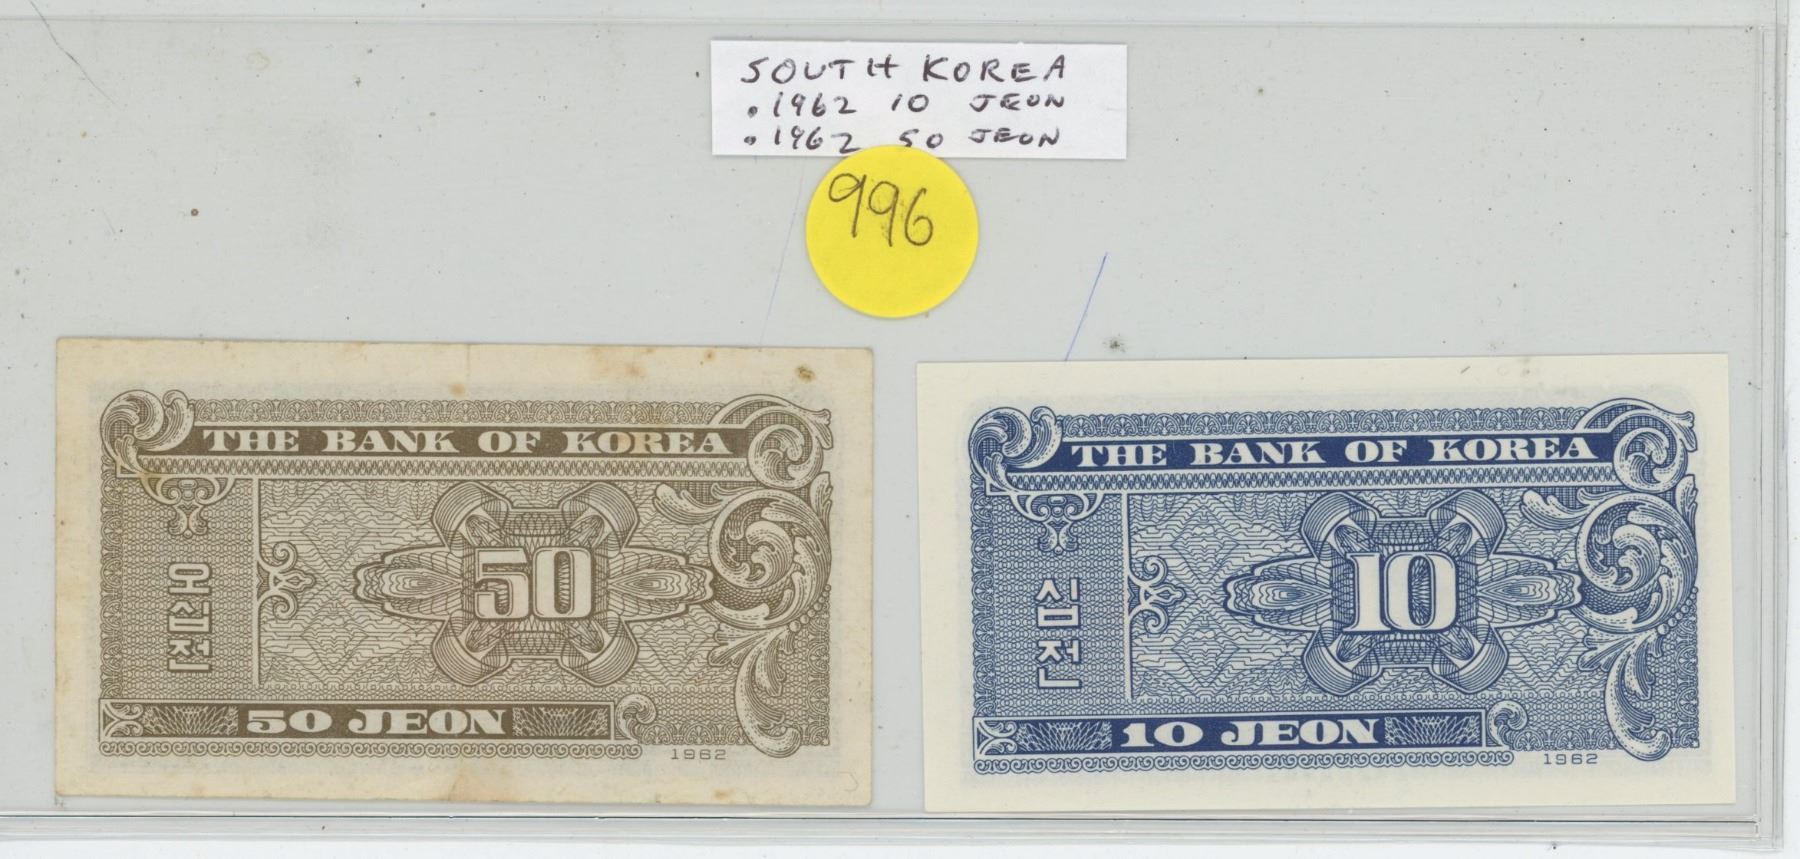 SOUTH KOREA
.1962 10 JEON
.1962 50 JEON
996
THE BANK OF KOREA
오십전
50
50 JEON
1962
THE BANK OF KOREA
십전
10
10 JEON
1962